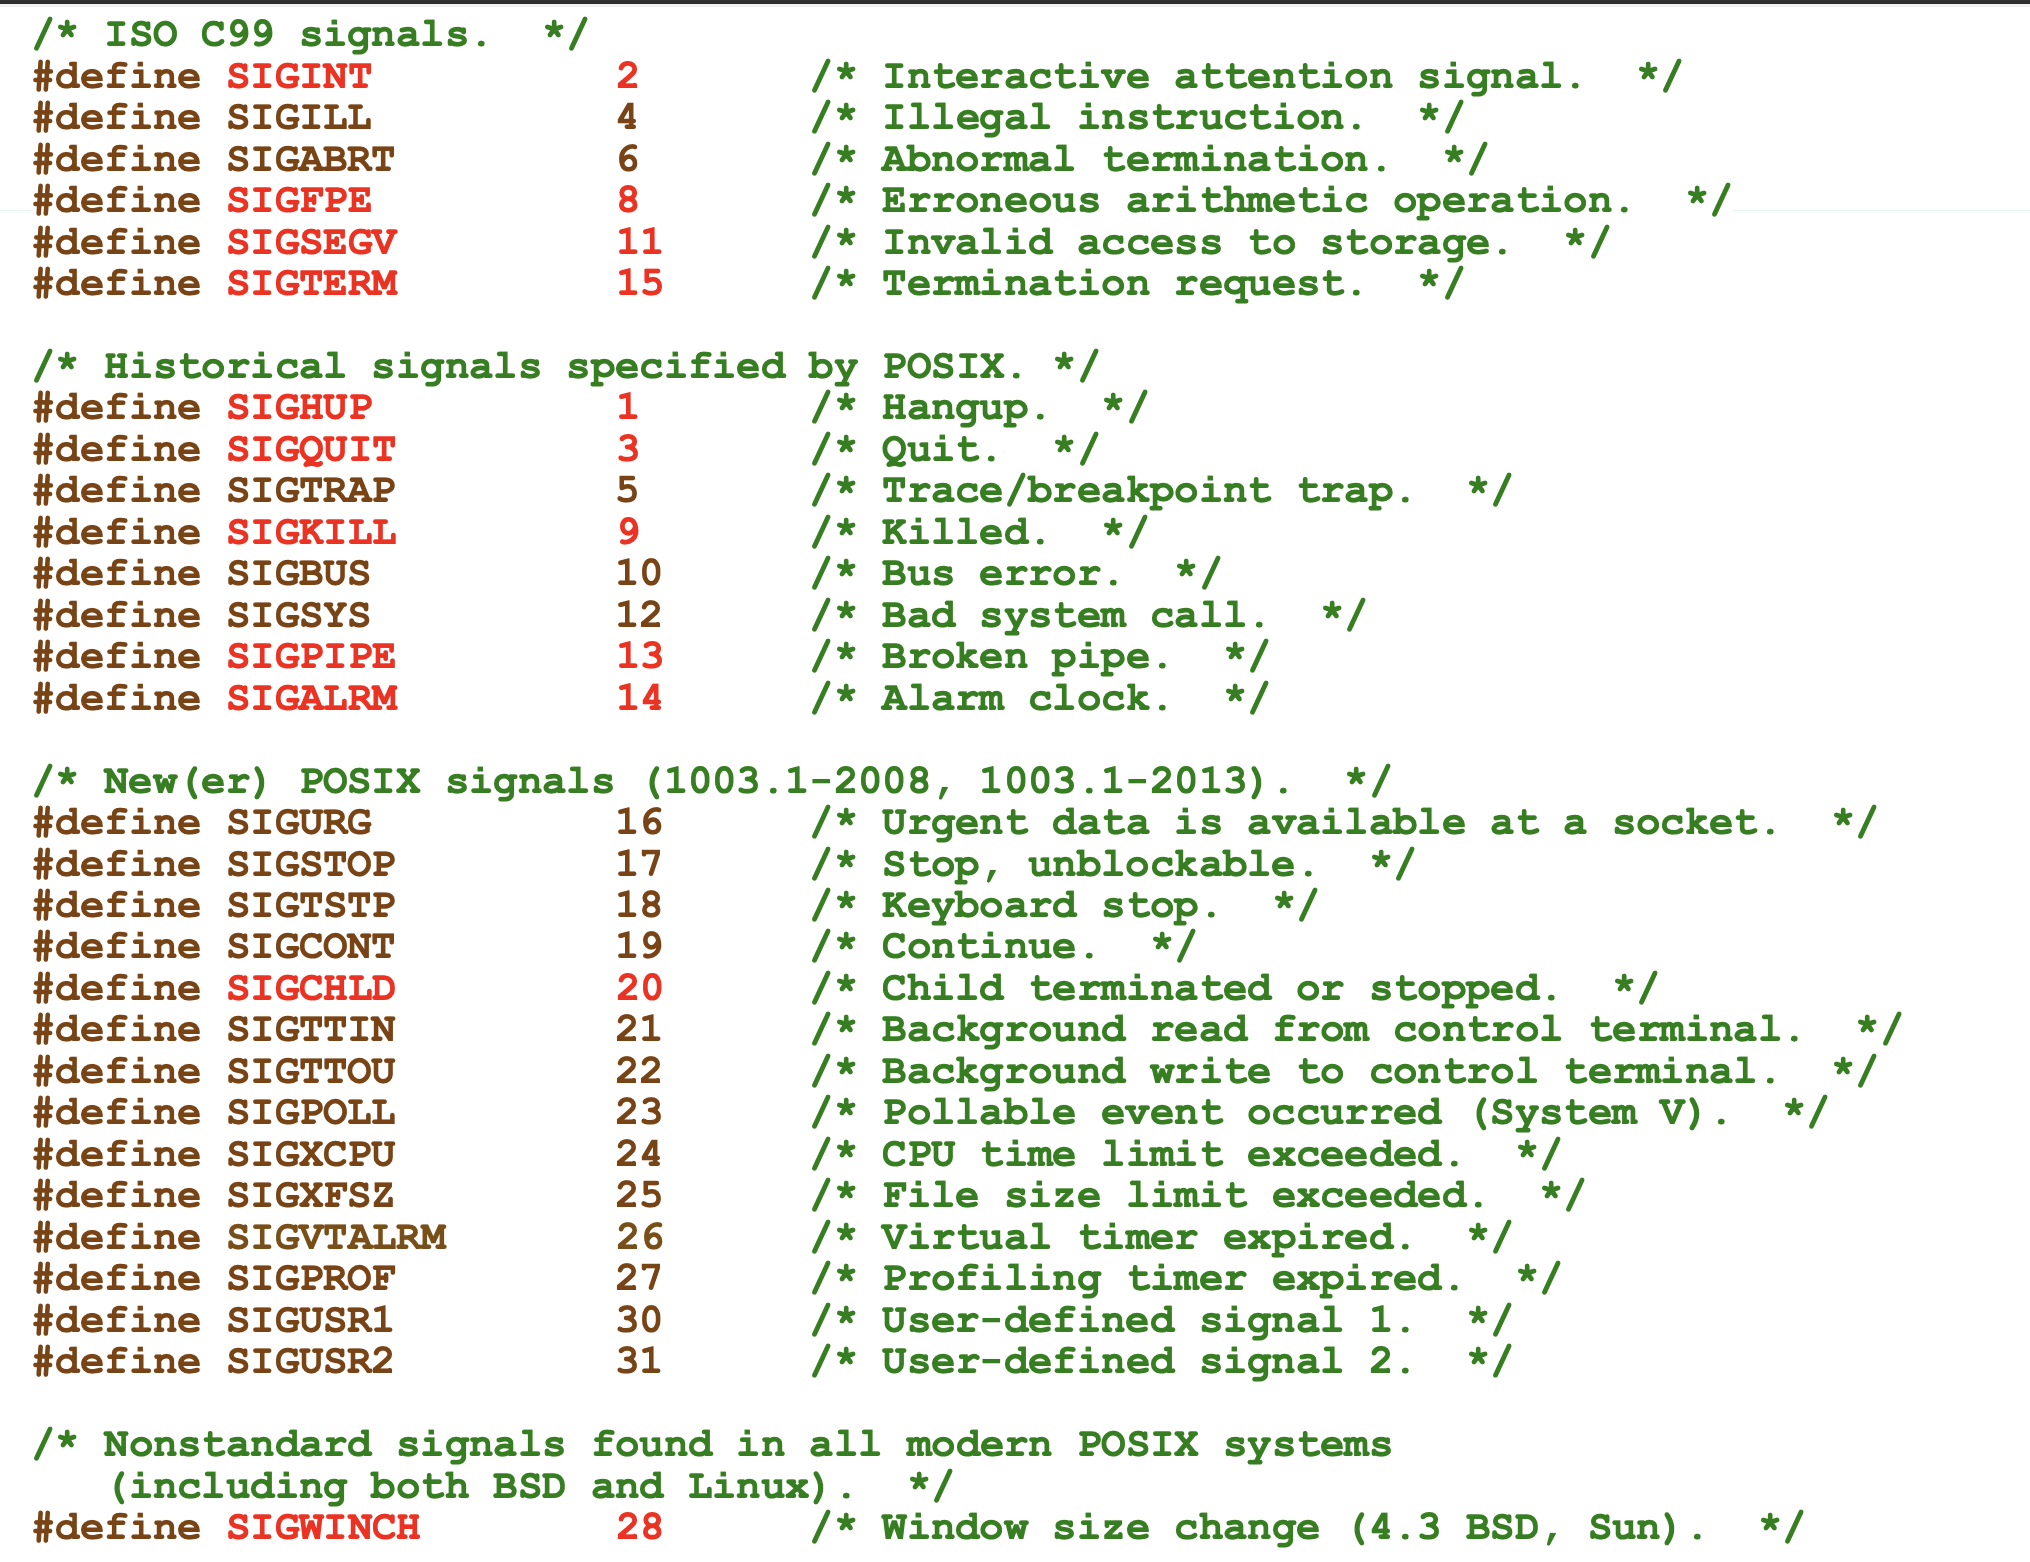 /* ISO C99 signals.  */
#define SIGINT          2       /* Interactive attention signal.  */
#define SIGILL          4       /* Illegal instruction.  */
#define SIGABRT         6       /* Abnormal termination.  */
#define SIGFPE          8       /* Erroneous arithmetic operation.  */
#define SIGSEGV         11      /* Invalid access to storage.  */
#define SIGTERM         15      /* Termination request.  */

/* Historical signals specified by POSIX. */
#define SIGHUP          1       /* Hangup.  */
#define SIGQUIT         3       /* Quit.  */
#define SIGTRAP         5       /* Trace/breakpoint trap.  */
#define SIGKILL         9       /* Killed.  */
#define SIGBUS          10      /* Bus error.  */
#define SIGSYS          12      /* Bad system call.  */
#define SIGPIPE         13      /* Broken pipe.  */
#define SIGALRM         14      /* Alarm clock.  */

/* New(er) POSIX signals (1003.1-2008, 1003.1-2013).  */
#define SIGURG          16      /* Urgent data is available at a socket.  */
#define SIGSTOP         17      /* Stop, unblockable.  */
#define SIGTSTP         18      /* Keyboard stop.  */
#define SIGCONT         19      /* Continue.  */
#define SIGCHLD         20      /* Child terminated or stopped.  */
#define SIGTTIN         21      /* Background read from control terminal.  */
#define SIGTTOU         22      /* Background write to control terminal.  */
#define SIGPOLL         23      /* Pollable event occurred (System V).  */
#define SIGXCPU         24      /* CPU time limit exceeded.  */
#define SIGXFSZ         25      /* File size limit exceeded.  */
#define SIGVTALRM       26      /* Virtual timer expired.  */
#define SIGPROF         27      /* Profiling timer expired.  */
#define SIGUSR1         30      /* User-defined signal 1.  */
#define SIGUSR2         31      /* User-defined signal 2.  */

/* Nonstandard signals found in all modern POSIX systems
   (including both BSD and Linux).  */
#define SIGWINCH        28      /* Window size change (4.3 BSD, Sun).  */